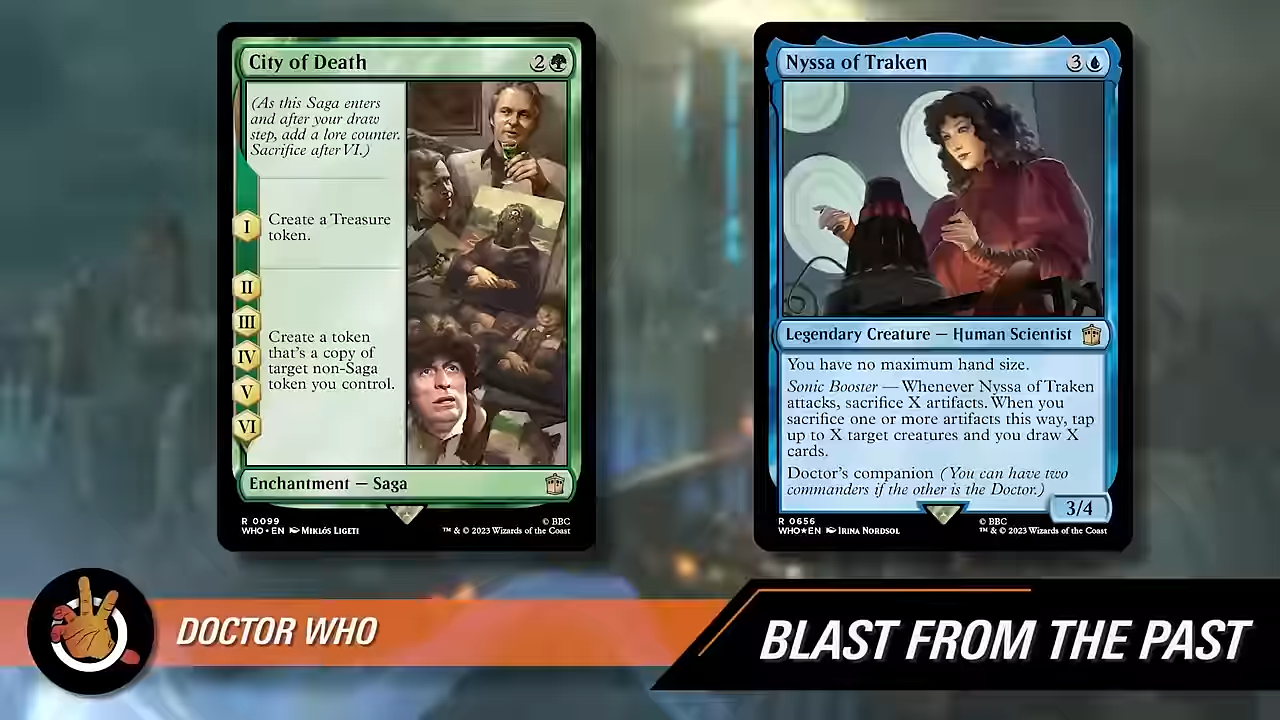 City of Death 2
(As this Saga enters
and after your draw
step, add a lore counter.
Sacrifice after VI.)
I
Create a Treasure
token.
II
III
IV
V
VI
Create a token
that's a copy of
target non-Saga
token you control.
Enchantment — Saga
R 0099
WHO • EN Miklós Ligeti
© BBC
™ & © 2023 Wizards of the Coast
Nyssa of Traken 3
Legendary Creature — Human Scientist
You have no maximum hand size.
Sonic Booster — Whenever Nyssa of Traken
attacks, sacrifice X artifacts. When you
sacrifice one or more artifacts this way, tap
up to X target creatures and you draw X
cards.
Doctor's companion (You can have two
commanders if the other is the Doctor.)
3/4
R 0656
WHO★EN Irina Nordsol
© BBC
™ & © 2023 Wizards of the Coast
DOCTOR WHO
BLAST FROM THE PAST